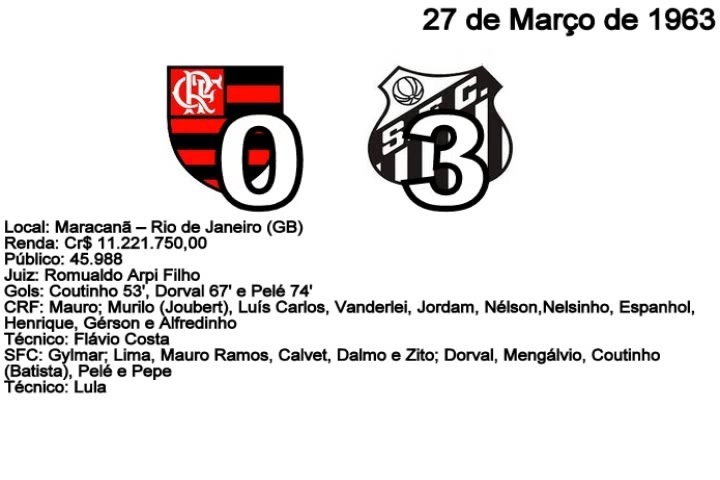 27 de Março de 1963
CRF
0
S. F. C.
3
Local: Maracanã – Rio de Janeiro (GB)
Renda: Cr$ 11.221.750,00
Público: 45.988
Juiz: Romualdo Arpi Filho
Gols: Coutinho 53', Dorval 67' e Pelé 74'
CRF: Mauro; Murilo (Joubert), Luís Carlos, Vanderlei, Jordam, Nélson,Nelsinho, Espanhol,
Henrique, Gérson e Alfredinho
Técnico: Flávio Costa
SFC: Gylmar; Lima, Mauro Ramos, Calvet, Dalmo e Zito; Dorval, Mengálvio, Coutinho
(Batista), Pelé e Pepe
Técnico: Lula